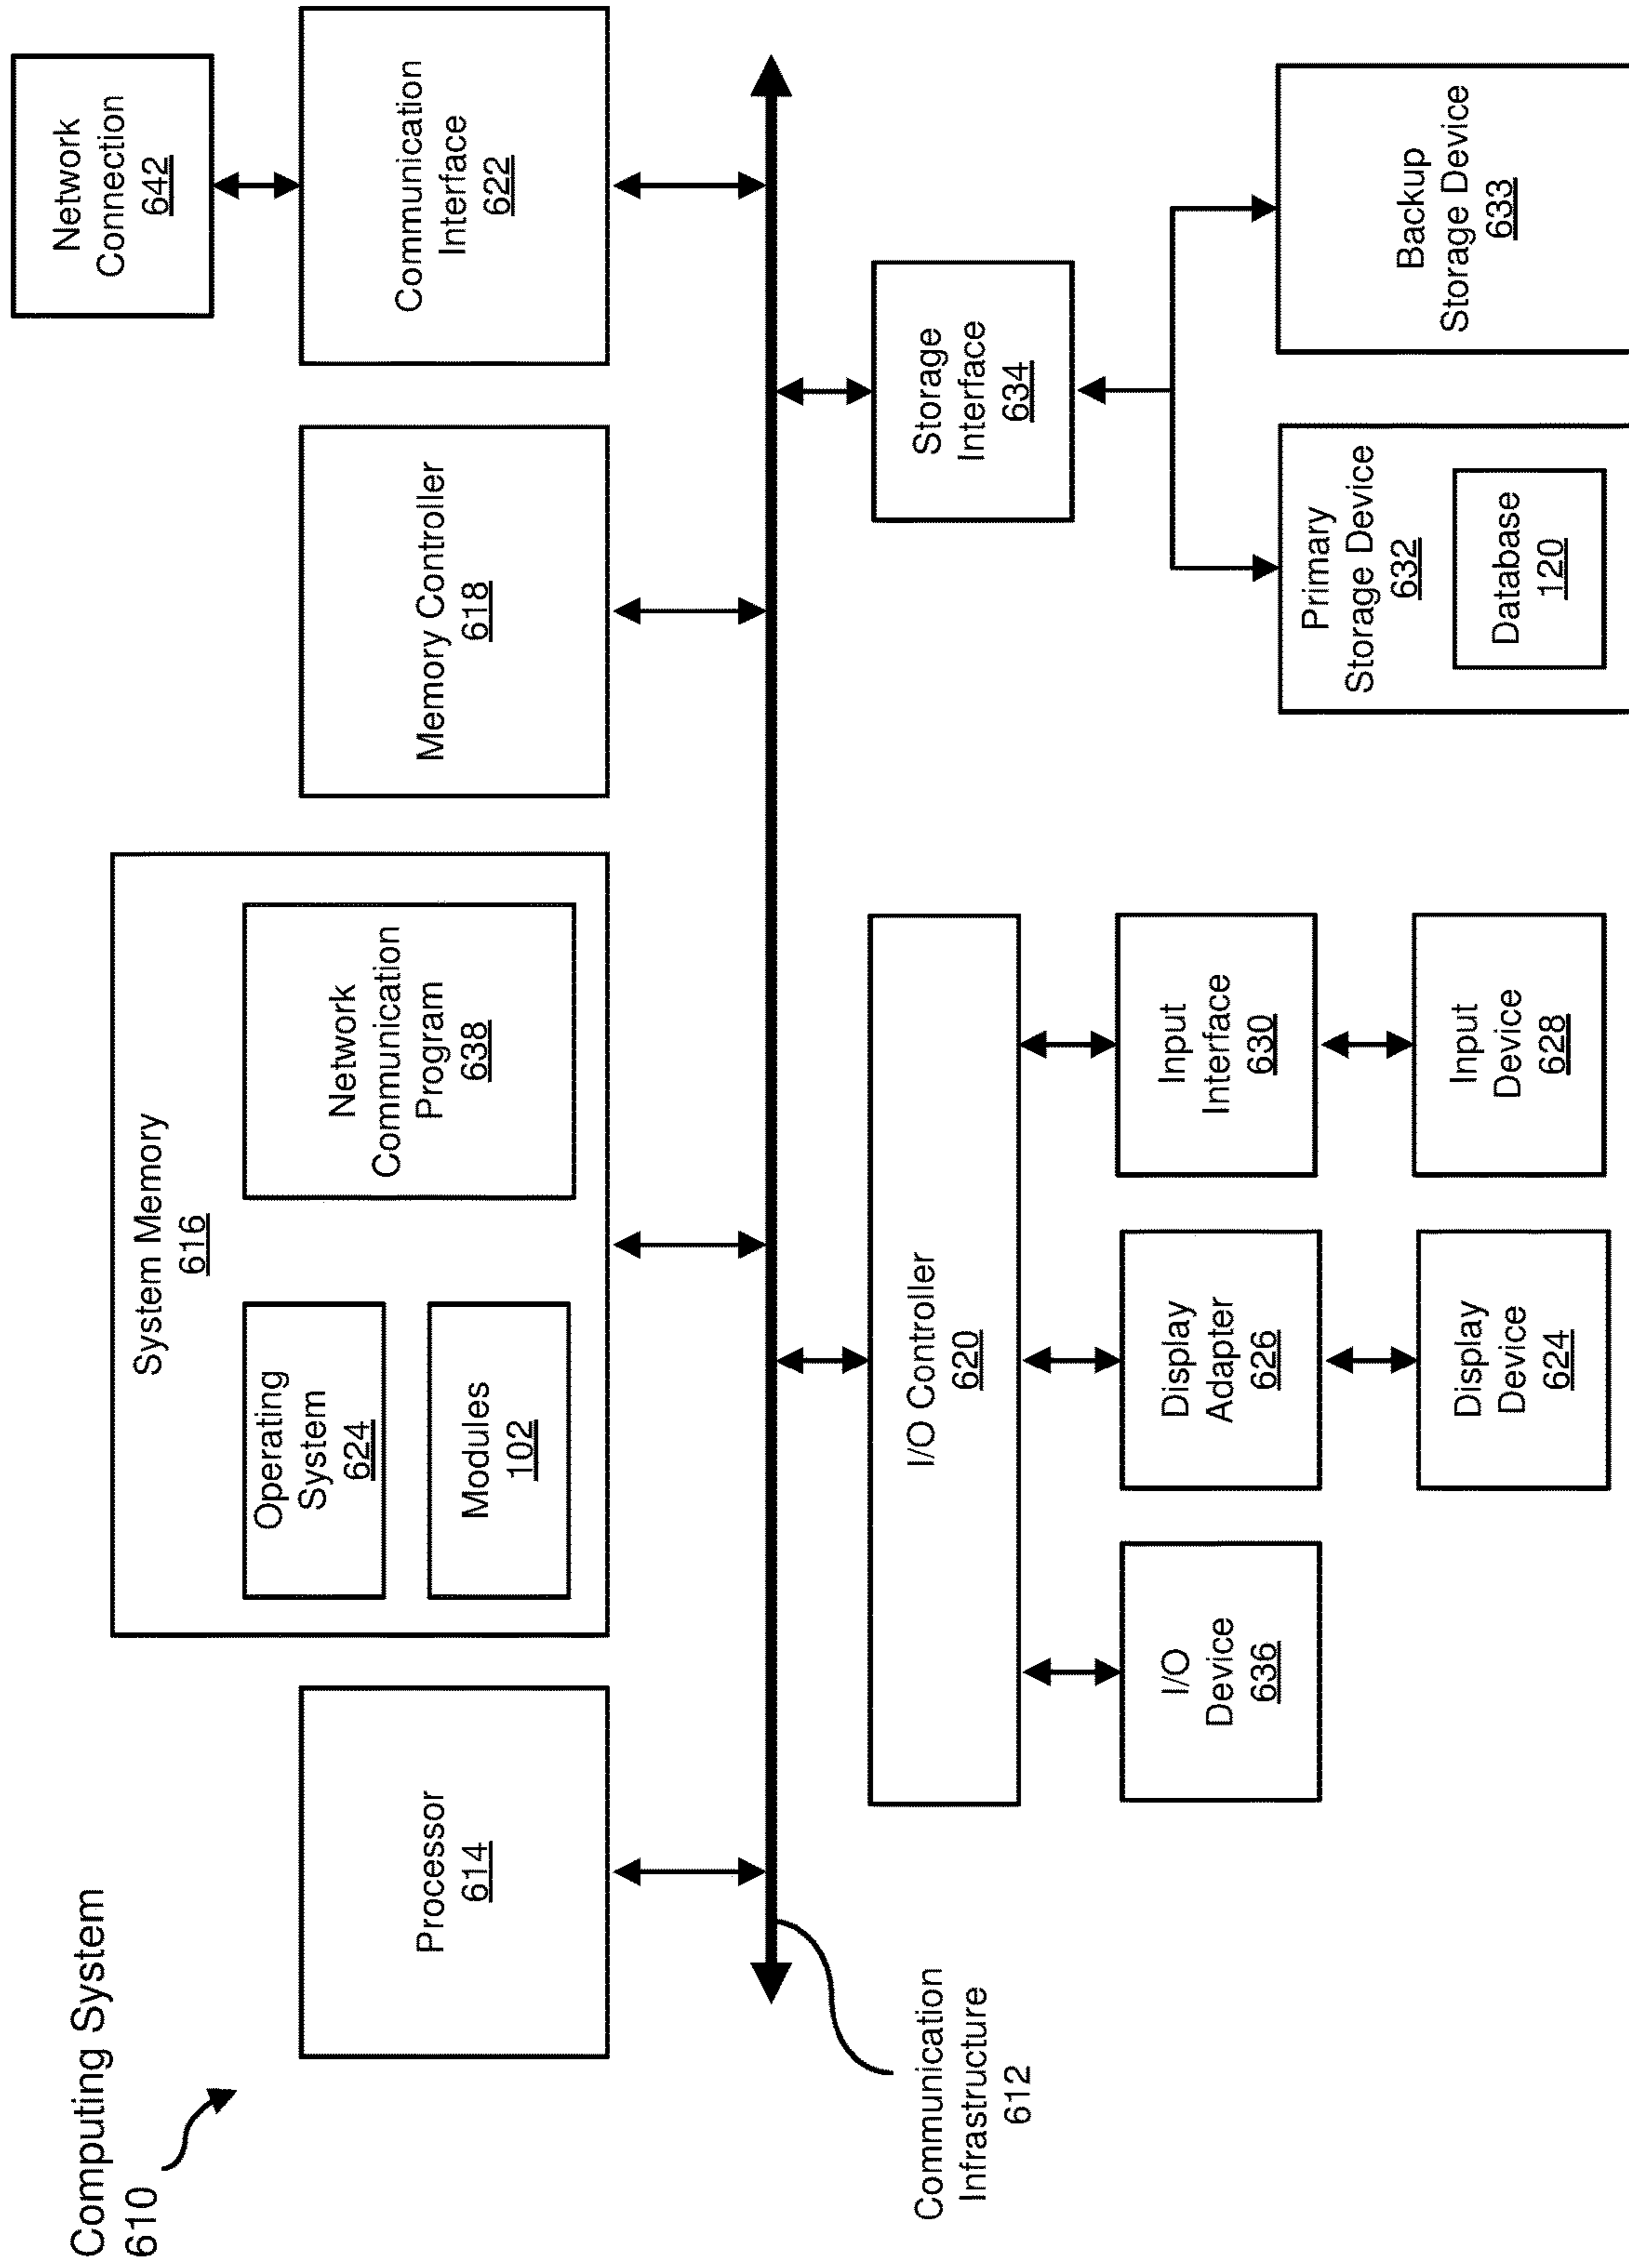 Computing System
610
Processor
614
System Memory
616
Operating
System
624
Modules
102
Network
Communication
Program
638
Memory Controller
618
Communication
Interface
622
Network
Connection
642
Communication
Infrastructure
612
I/O Controller
620
I/O
Device
636
Display
Adapter
626
Display
Device
624
Input
Interface
630
Input
Device
628
Storage
Interface
634
Primary
Storage Device
632
Database
120
Backup
Storage Device
633